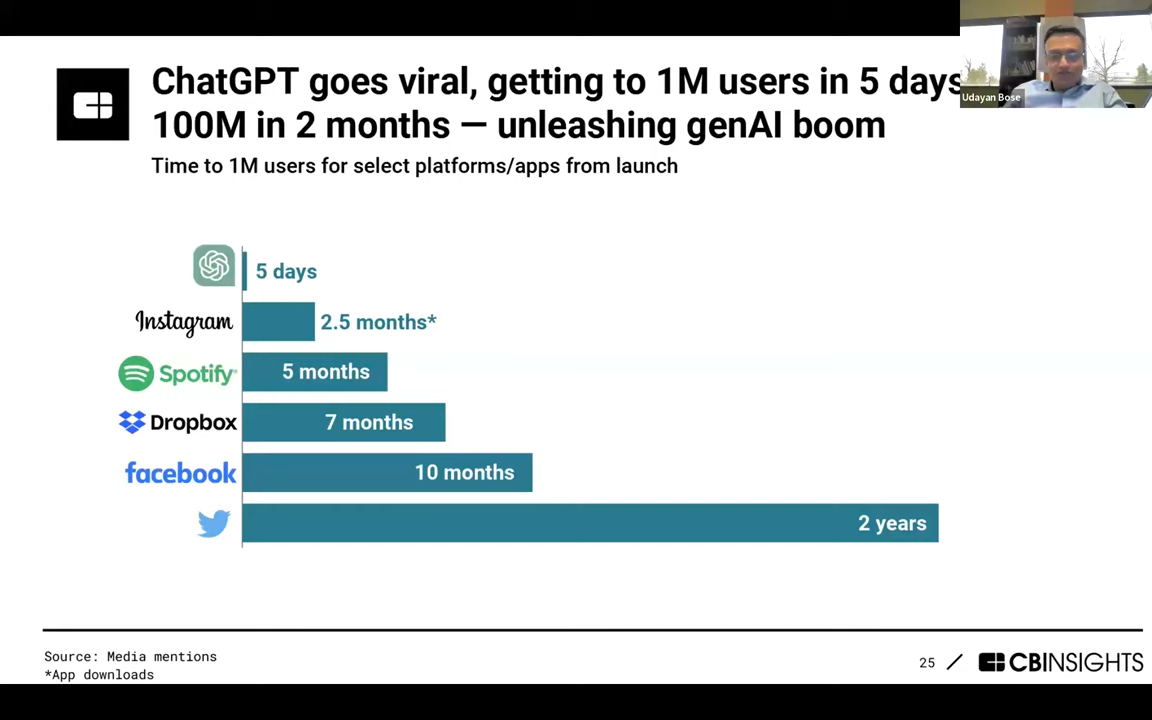 ChatGPT goes viral, getting to 1M users in 5 days
100M in 2 months — unleashing genAI boom
Udayan Bose
Time to 1M users for select platforms/apps from launch
5 days
Instagram
2.5 months*
Spotify
5 months
Dropbox
7 months
facebook
10 months
2 years
Source: Media mentions
*App downloads
25
CBINSIGHTS